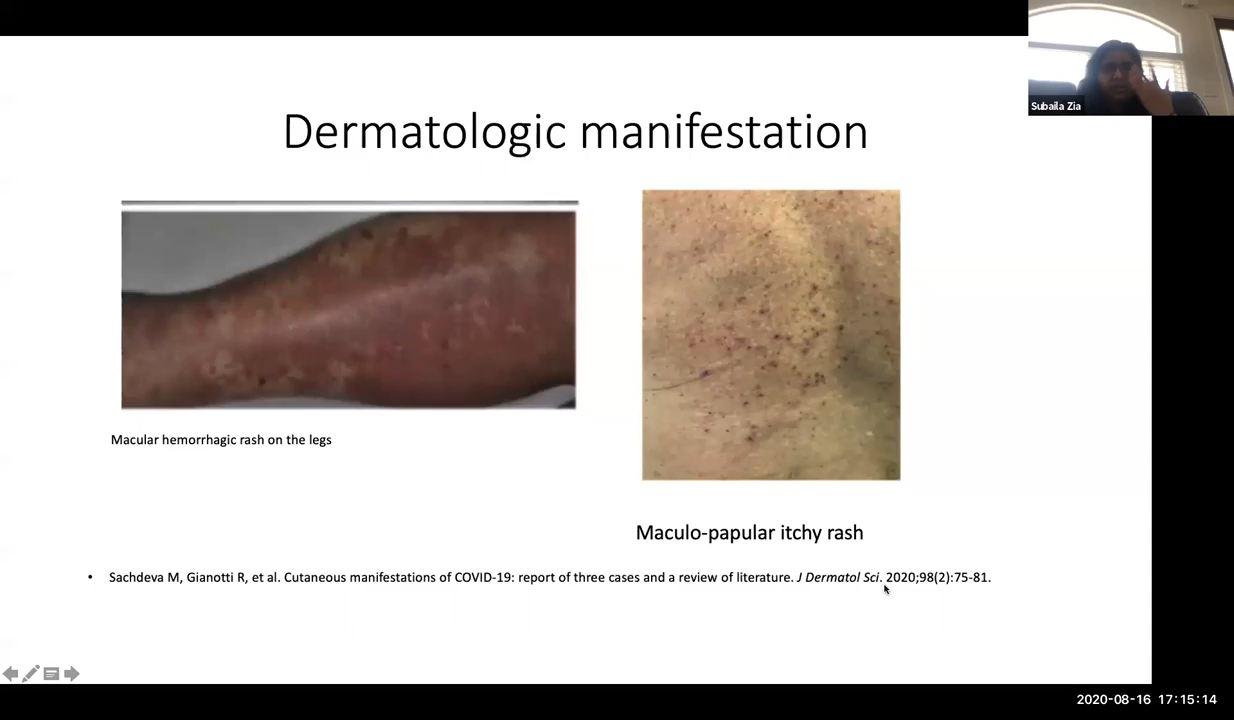 Subaila Zia
Dermatologic manifestation
Macular hemorrhagic rash on the legs
Maculo-papular itchy rash
• Sachdeva M, Gianotti R, et al. Cutaneous manifestations of COVID-19: report of three cases and a review of literature. J Dermatol Sci. 2020;98(2):75-81.
2020-08-16 17:15:14